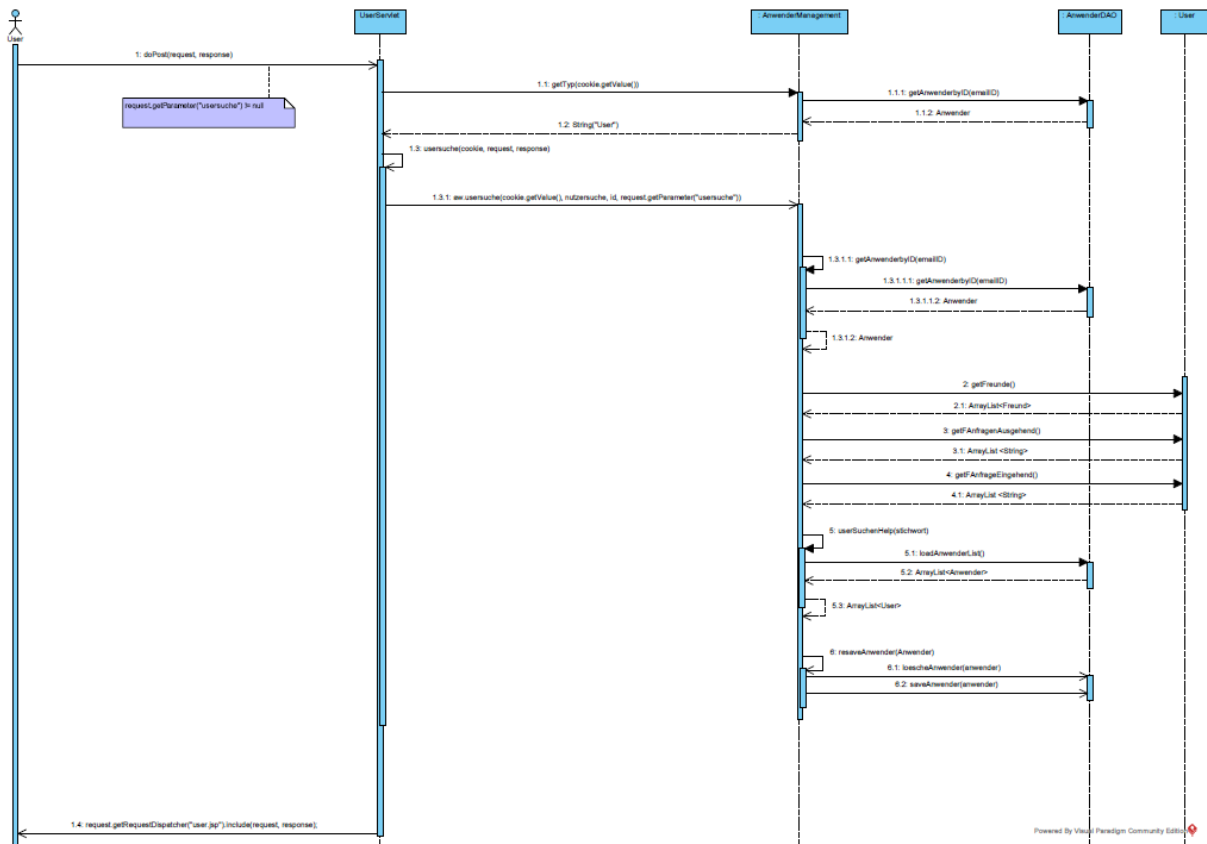 UserServlet
: AnwenderManagement
: AnwenderDAO
: User
User
1: doPost(request, response)
request.getParameter("usersuche") != null
1.1: getTyp(cookie.getValue())
1.1.1: getAnwenderbyID(emailID)
1.1.2: Anwender
1.2: String("User")
1.3: usersuche(cookie, request, response)
1.3.1: aw.usersuche(cookie.getValue(), nutzersuche, id, request.getParameter("usersuche"))
1.3.1.1: getAnwenderbyID(emailID)
1.3.1.1.1: getAnwenderbyID(emailID)
1.3.1.1.2: Anwender
1.3.1.2: Anwender
2: getFreunde()
2.1: ArrayList<Freund>
3: getFAnfragenAusgehend()
3.1: ArrayList <String>
4: getFAnfrageEingehend()
4.1: ArrayList <String>
5: userSuchenHelp(stichwort)
5.1: loadAnwenderList()
5.2: ArrayList<Anwender>
5.3: ArrayList<User>
6: resaveAnwender(Anwender)
6.1: loescheAnwender(anwender)
6.2: saveAnwender(anwender)
1.4: request.getRequestDispatcher("user.jsp").include(request, response);
Powered By Visual Paradigm Community Edition